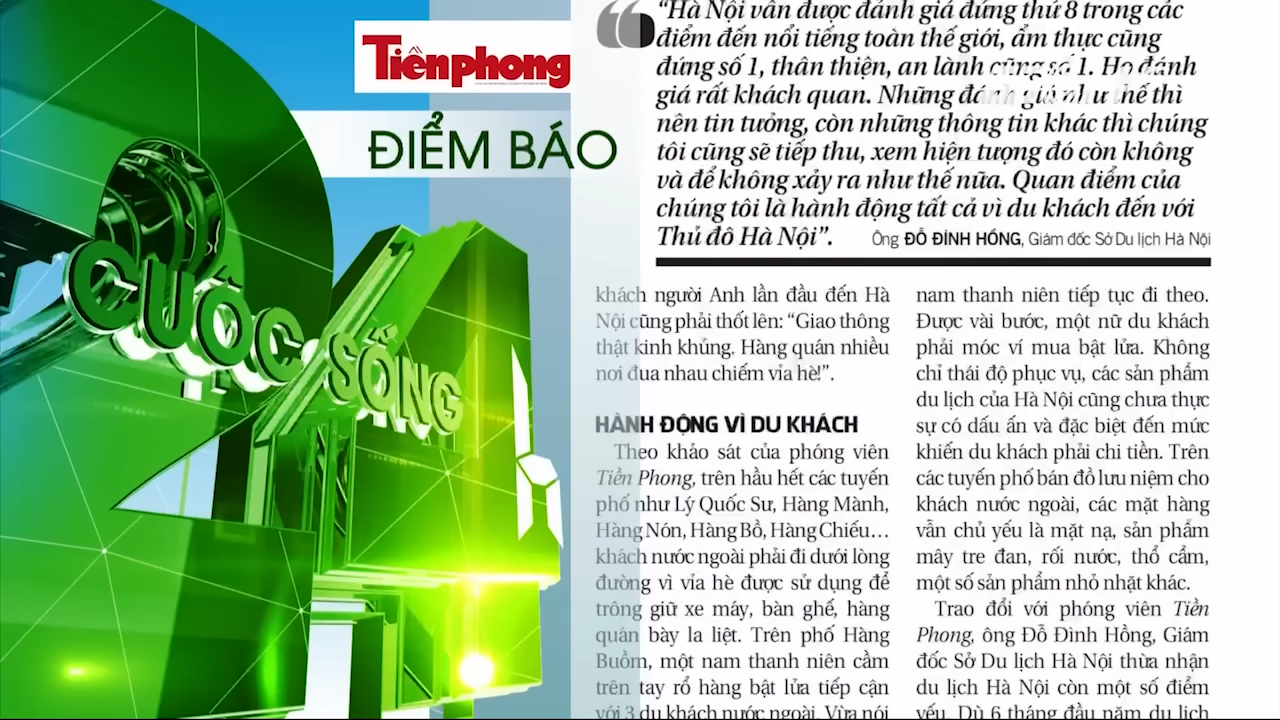 Tiềnphong
ĐIỂM BÁO
24h
CUỘC SỐNG
"Hà Nội vẫn được đánh giá đứng thứ 8 trong các
điểm đến nổi tiếng toàn thế giới, ẩm thực cũng
đứng số 1, thân thiện, an lành cũng số 1. Họ đánh
giá rất khách quan. Những đánh giá như thế thì
nên tin tưởng, còn những thông tin khác thì chúng
tôi cũng sẽ tiếp thu, xem hiện tượng đó còn không
và để không xảy ra như thế nữa. Quan điểm của
chúng tôi là hành động tất cả vì du khách đến với
Thủ đô Hà Nội".
Ông ĐỖ ĐÌNH HỒNG, Giám đốc Sở Du lịch Hà Nội
khách người Anh lần đầu đến Hà
Nội cũng phải thốt lên: "Giao thông
thật kinh khủng. Hàng quán nhiều
nơi đua nhau chiếm vỉa hè!".
HÀNH ĐỘNG VÌ DU KHÁCH
Theo khảo sát của phóng viên
Tiền Phong, trên hầu hết các tuyến
phố như Lý Quốc Sư, Hàng Mành,
Hàng Nón, Hàng Bồ, Hàng Chiếu...
khách nước ngoài phải đi dưới lòng
đường vì vỉa hè được sử dụng để
trông giữ xe máy, bàn ghế, hàng
quán bày la liệt. Trên phố Hàng
Buồm, một nam thanh niên cầm
trên tay rổ hàng bật lửa tiếp cận
với 3 du khách nước ngoài. Vừa nói
nam thanh niên tiếp tục đi theo.
Được vài bước, một nữ du khách
phải móc ví mua bật lửa. Không
chỉ thái độ phục vụ, các sản phẩm
du lịch của Hà Nội cũng chưa thực
sự có dấu ấn và đặc biệt đến mức
khiến du khách phải chi tiền. Trên
các tuyến phố bán đồ lưu niệm cho
khách nước ngoài, các mặt hàng
vẫn chủ yếu là mặt nạ, sản phẩm
mây tre đan, rối nước, thổ cẩm,
một số sản phẩm nhỏ nhặt khác.
Trao đổi với phóng viên Tiền
Phong, ông Đỗ Đình Hồng, Giám
đốc Sở Du lịch Hà Nội thừa nhận
du lịch Hà Nội còn một số điểm
yếu. Dù 6 tháng đầu năm du lịch